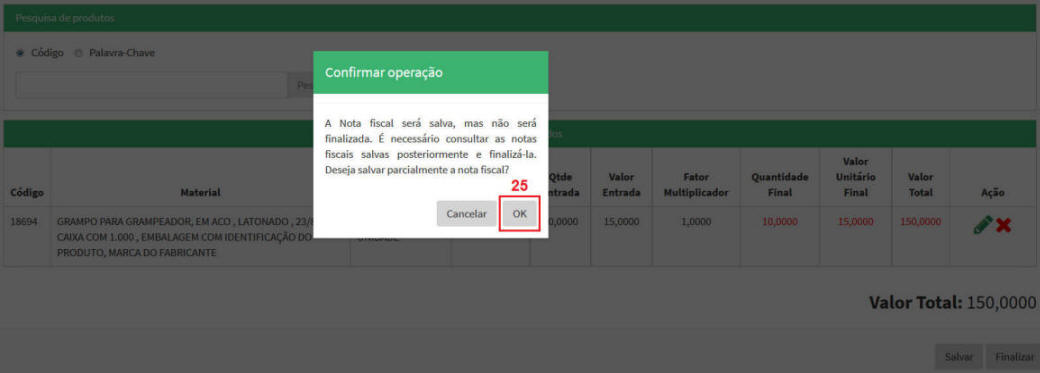 Pesquisa de produtos
Código Palavra-Chave
Pes
Confirmar operação
A Nota fiscal será salva, mas não será
finalizada. É necessário consultar as notas
fiscais salvas posteriormente e finalizá-la.
Deseja salvar parcialmente a nota fiscal?
25
Cancelar OK
dos
Código Material Qtde Entrada Valor Entrada Fator Multiplicador Quantidade Final Valor Unitário Final Valor Total Ação
18694 GRAMPO PARA GRAMPEADOR, EM ACO , LATONADO , 23/8 0,0000 15,0000 1,0000 10,0000 15,0000 150,0000
CAIXA COM 1.000 , EMBALAGEM COM IDENTIFICAÇÃO DO UNIDADE
PRODUTO, MARCA DO FABRICANTE
Valor Total: 150,0000
Salvar Finalizar